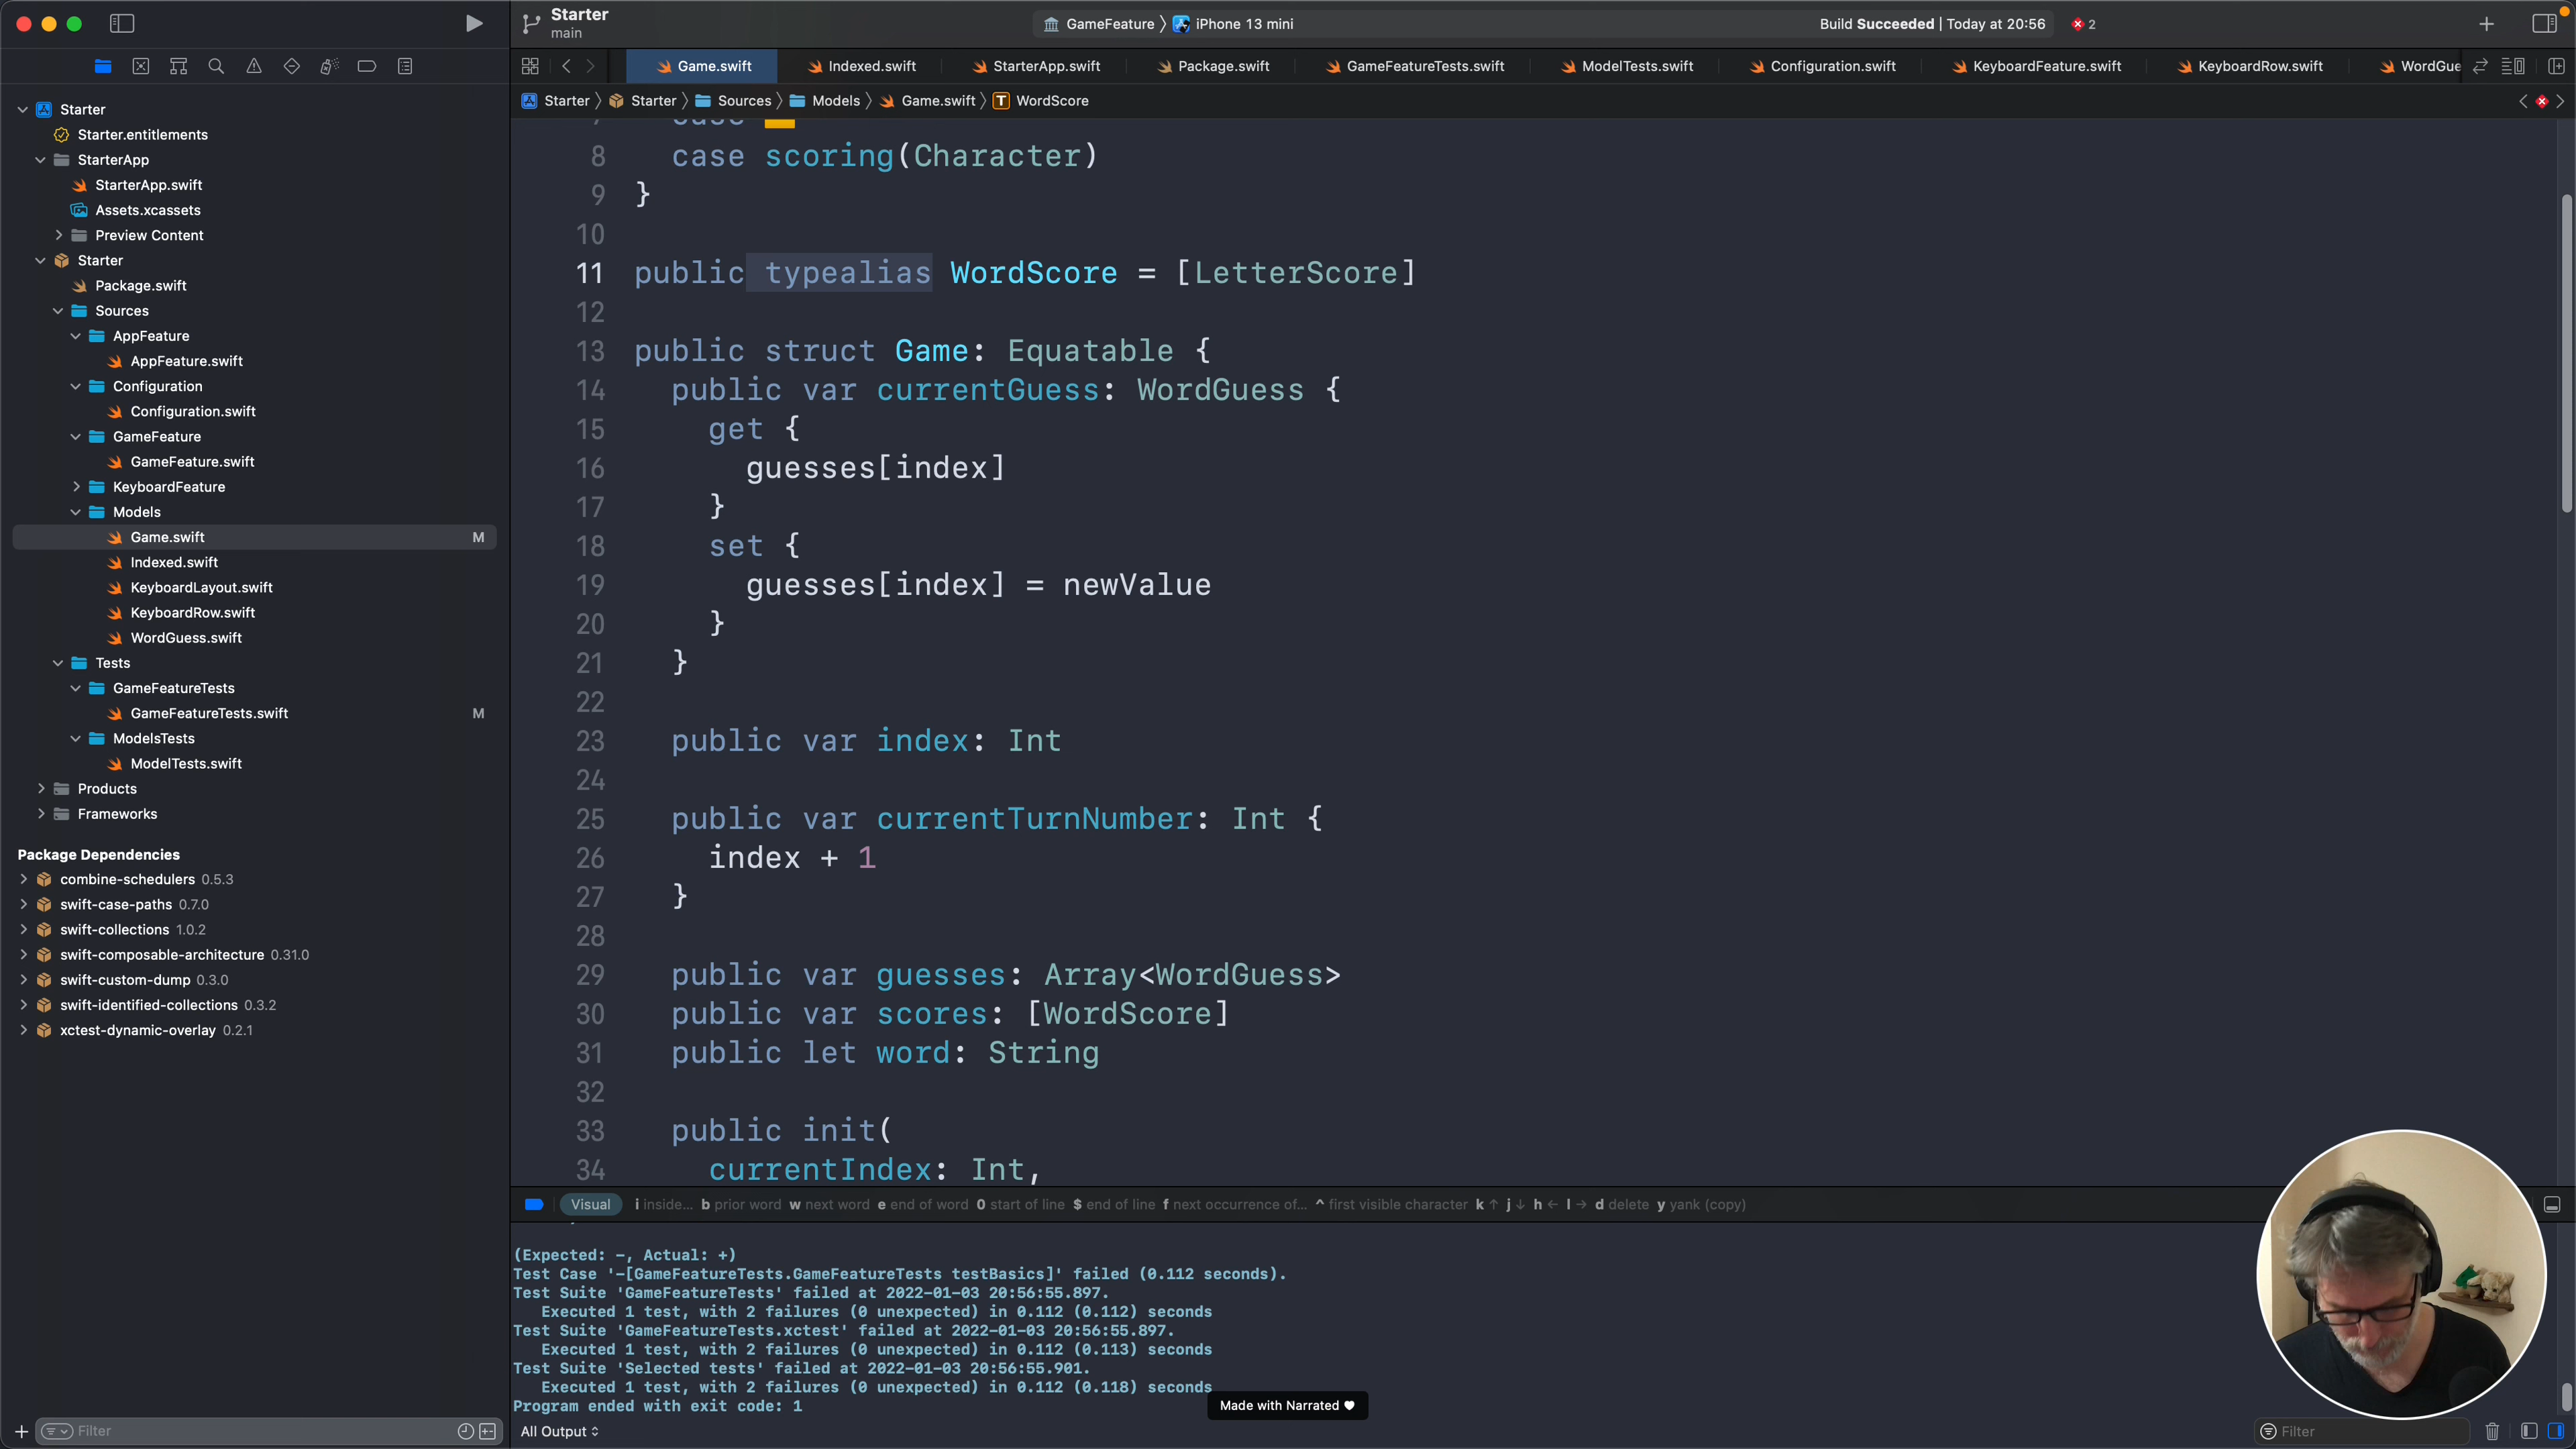 Starter
main
GameFeature
iPhone 13 mini
Build Succeeded | Today at 20:56
2
Game.swift
Indexed.swift
StarterApp.swift
Package.swift
GameFeatureTests.swift
ModelTests.swift
Configuration.swift
KeyboardFeature.swift
KeyboardRow.swift
WordGue
Starter
Starter
Sources
Models
Game.swift
T
WordScore
Starter
Starter.entitlements
StarterApp
StarterApp.swift
Assets.xcassets
Preview Content
Starter
Package.swift
Sources
AppFeature
AppFeature.swift
Configuration
Configuration.swift
GameFeature
GameFeature.swift
KeyboardFeature
Models
Game.swift M
Indexed.swift
KeyboardLayout.swift
KeyboardRow.swift
WordGuess.swift
Tests
GameFeatureTests
GameFeatureTests.swift M
ModelsTests
ModelTests.swift
Products
Frameworks
Package Dependencies
combine-schedulers 0.5.3
swift-case-paths 0.7.0
swift-collections 1.0.2
swift-composable-architecture 0.31.0
swift-custom-dump 0.3.0
swift-identified-collections 0.3.2
xctest-dynamic-overlay 0.2.1
Filter
7 case
8 case scoring(Character)
9 }
10
11 public typealias WordScore = [LetterScore]
12
13 public struct Game: Equatable {
14 public var currentGuess: WordGuess {
15 get {
16 guesses[index]
17 }
18 set {
19 guesses[index] = newValue
20 }
21 }
22
23 public var index: Int
24
25 public var currentTurnNumber: Int {
26 index + 1
27 }
28
29 public var guesses: Array<WordGuess>
30 public var scores: [WordScore]
31 public let word: String
32
33 public init(
34 currentIndex: Int,
Visual i inside... b prior word w next word e end of word 0 start of line $ end of line f next occurrence of... ^ first visible character k ↑ j ↓ h ← l → d delete y yank (copy)
(Expected: −, Actual: +)
Test Case '-[GameFeatureTests.GameFeatureTests testBasics]' failed (0.112 seconds).
Test Suite 'GameFeatureTests' failed at 2022-01-03 20:56:55.897.
Executed 1 test, with 2 failures (0 unexpected) in 0.112 (0.112) seconds
Test Suite 'GameFeatureTests.xctest' failed at 2022-01-03 20:56:55.897.
Executed 1 test, with 2 failures (0 unexpected) in 0.112 (0.113) seconds
Test Suite 'Selected tests' failed at 2022-01-03 20:56:55.901.
Executed 1 test, with 2 failures (0 unexpected) in 0.112 (0.118) seconds
Program ended with exit code: 1
Made with Narrated ♥
All Output
Filter